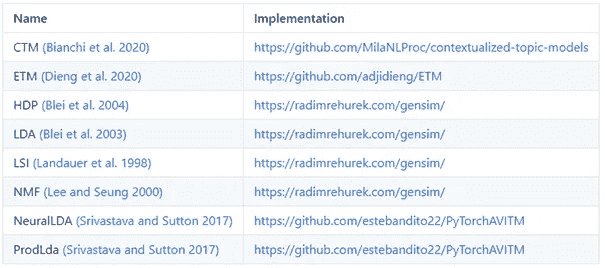 Name Implementation
CTM (Bianchi et al. 2020) https://github.com/MilaNLProc/contextualized-topic-models
ETM (Dieng et al. 2020) https://github.com/adjidieng/ETM
HDP (Blei et al. 2004) https://radimrehurek.com/gensim/
LDA (Blei et al. 2003) https://radimrehurek.com/gensim/
LSI (Landauer et al. 1998) https://radimrehurek.com/gensim/
NMF (Lee and Seung 2000) https://radimrehurek.com/gensim/
NeuralLDA (Srivastava and Sutton 2017) https://github.com/estebandito22/PyTorchAVITM
ProdLda (Srivastava and Sutton 2017) https://github.com/estebandito22/PyTorchAVITM